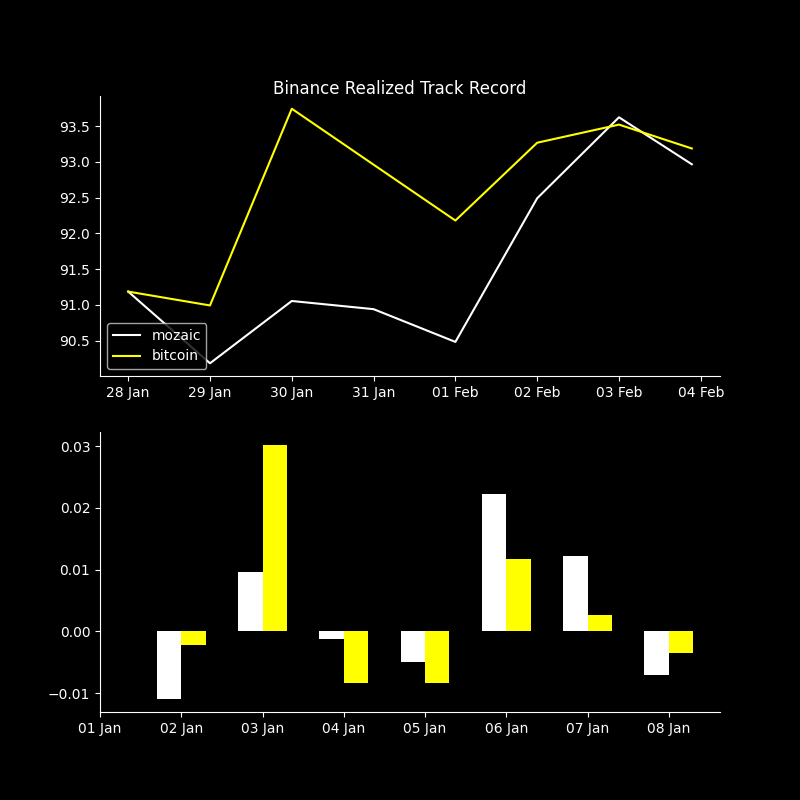 Binance Realized Track Record
93.5
93.0
92.5
92.0
91.5
91.0
90.5
mozaic
bitcoin
28 Jan 29 Jan 30 Jan 31 Jan 01 Feb 02 Feb 03 Feb 04 Feb
0.03
0.02
0.01
0.00
−0.01
01 Jan 02 Jan 03 Jan 04 Jan 05 Jan 06 Jan 07 Jan 08 Jan